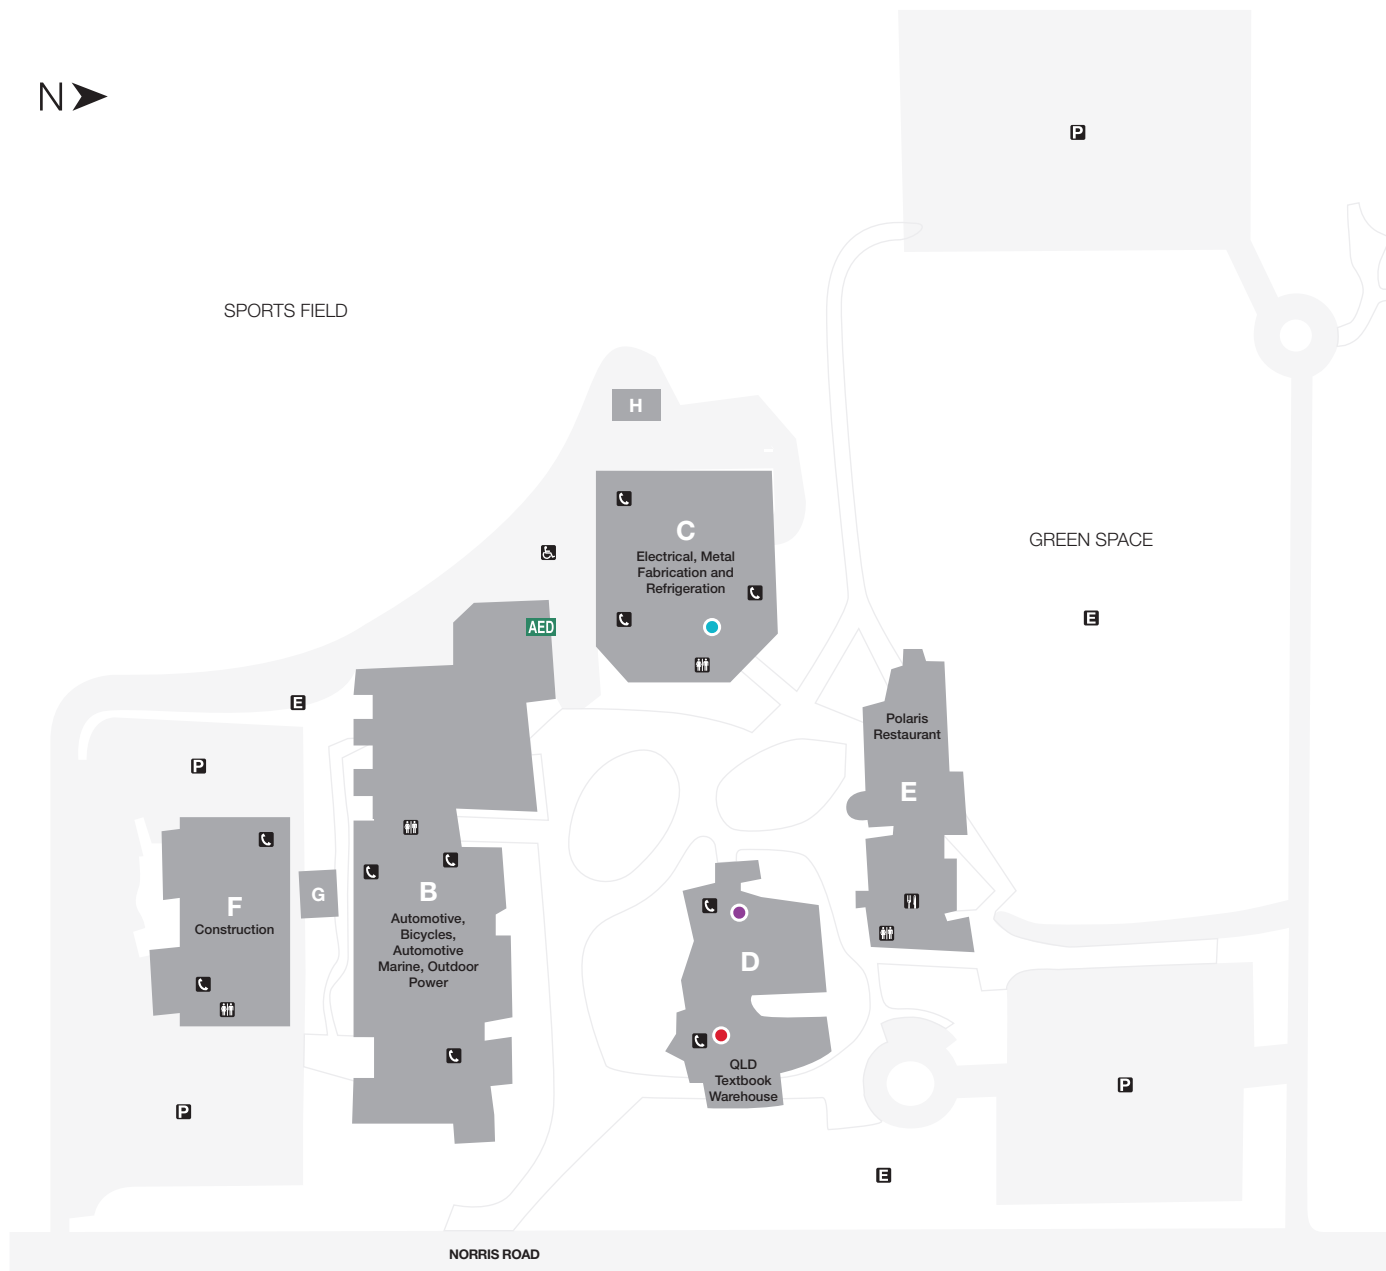 N
P
SPORTS FIELD
H
C
Electrical, Metal
Fabrication and
Refrigeration
GREEN SPACE
E
AED
E
P
Polaris
Restaurant
E
F
Construction
G
B
Automotive,
Bicycles,
Automotive
Marine, Outdoor
Power
D
QLD
Textbook
Warehouse
P
P
E
NORRIS ROAD